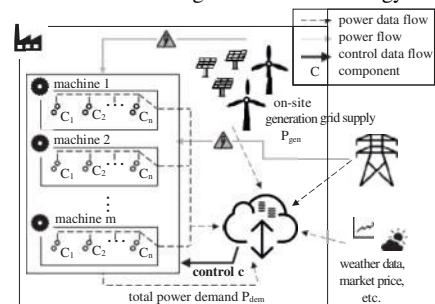 power data flow
power flow
control data flow
C component
machine 1
C1 C2 ... Cn
machine 2
C1 C2 ... Cn
machine m
C1 C2 ... Cn
on-site
generation grid supply
Pgen
control c
total power demand Pdem
weather data,
market price,
etc.